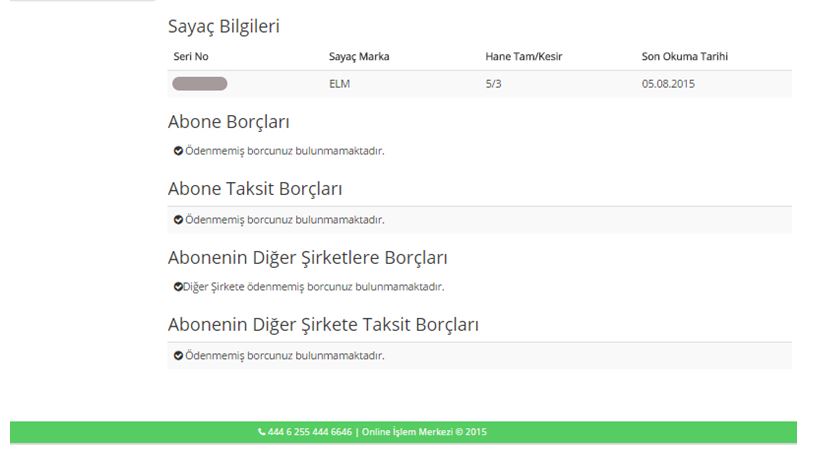 Sayaç Bilgileri
Seri No Sayaç Marka Hane Tam/Kesir Son Okuma Tarihi
ELM 5/3 05.08.2015
Abone Borçları
Ödenmemiş borcunuz bulunmamaktadır.
Abone Taksit Borçları
Ödenmemiş borcunuz bulunmamaktadır.
Abonenin Diğer Şirketlere Borçları
Diğer Şirkete ödenmemiş borcunuz bulunmamaktadır.
Abonenin Diğer Şirkete Taksit Borçları
Ödenmemiş borcunuz bulunmamaktadır.
444 6 255 444 6646 | Online İşlem Merkezi © 2015